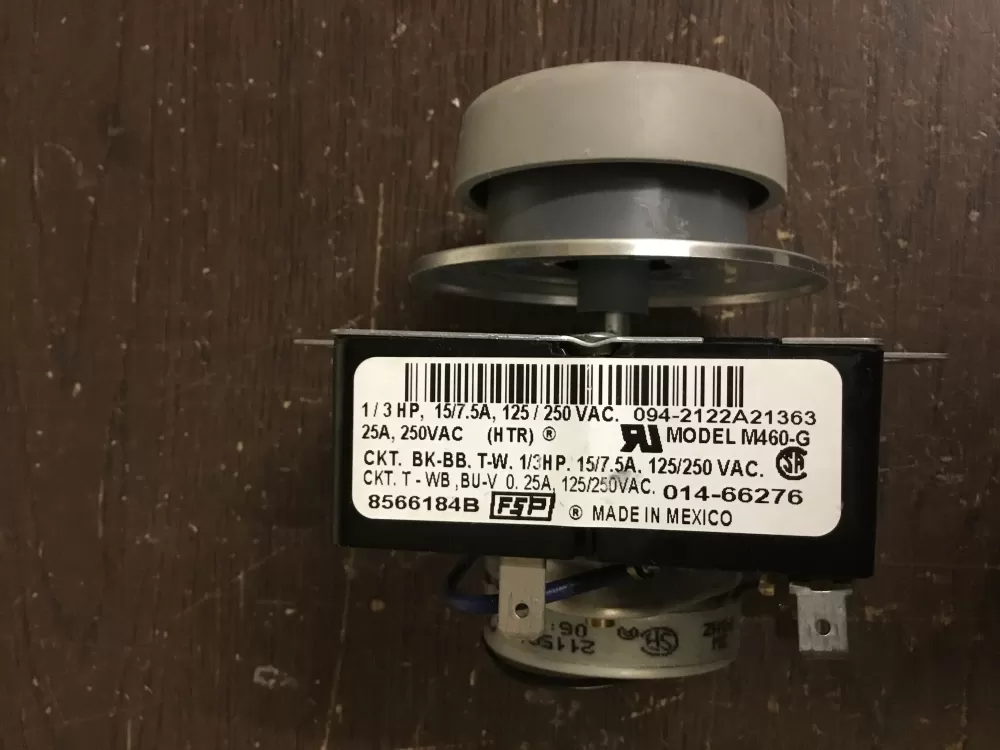 1/3 HP, 15/7.5A, 125/250 VAC. 094-2122A21363
25A, 250VAC (HTR) ® MODEL M460-G
CKT. BK-BB. T-W. 1/3HP. 15/7.5A. 125/250 VAC.
CKT. T-WB,BU-V 0.25A, 125/250VAC. 014-66276
8566184B FSP ® MADE IN MEXICO